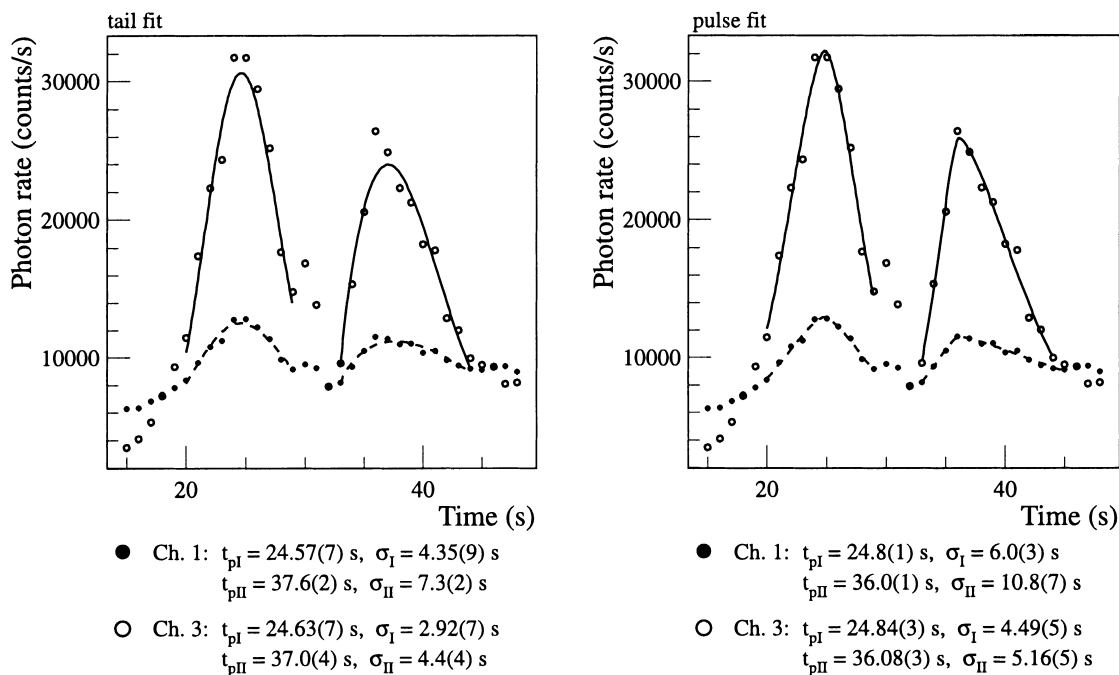 tail fit
Photon rate (counts/s)
30000
20000
10000
20
40
Time (s)
Ch. 1: t_pI = 24.57(7) s, σ_I = 4.35(9) s
t_pII = 37.6(2) s, σ_II = 7.3(2) s
Ch. 3: t_pI = 24.63(7) s, σ_I = 2.92(7) s
t_pII = 37.0(4) s, σ_II = 4.4(4) s
pulse fit
Photon rate (counts/s)
30000
20000
10000
20
40
Time (s)
Ch. 1: t_pI = 24.8(1) s, σ_I = 6.0(3) s
t_pII = 36.0(1) s, σ_II = 10.8(7) s
Ch. 3: t_pI = 24.84(3) s, σ_I = 4.49(5) s
t_pII = 36.08(3) s, σ_II = 5.16(5) s